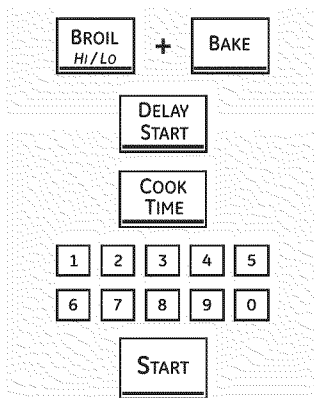 BROIL + BAKE
HI/LO
DELAY
START
COOK
TIME
1 2 3 4 5
6 7 8 9 0
START